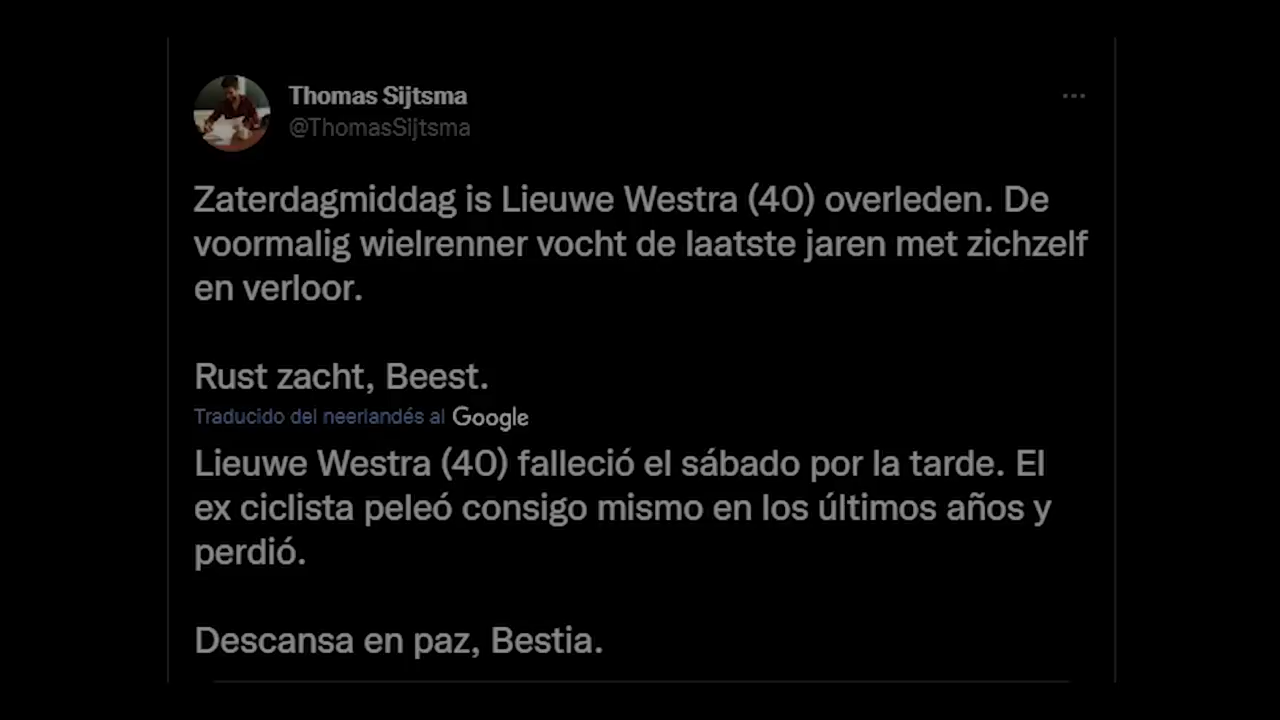 Thomas Sijtsma
@ThomasSijtsma
Zaterdagmiddag is Lieuwe Westra (40) overleden. De
voormalig wielrenner vocht de laatste jaren met zichzelf
en verloor.
Rust zacht, Beest.
Traducido del neerlandés al Google
Lieuwe Westra (40) falleció el sábado por la tarde. El
ex ciclista peleó consigo mismo en los últimos años y
perdió.
Descansa en paz, Bestia.